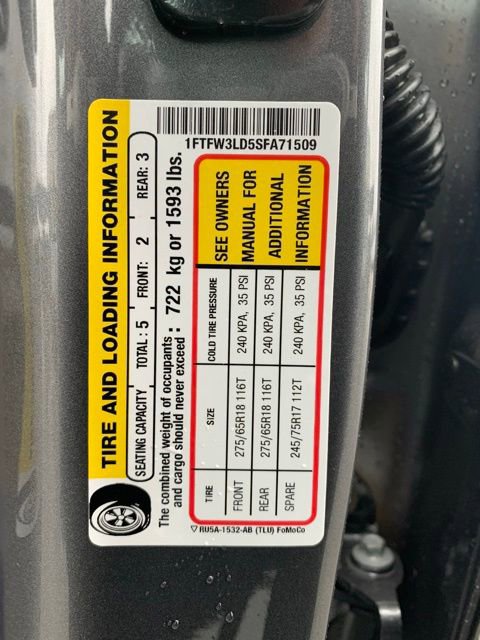 TIRE AND LOADING INFORMATION
SEATING CAPACITY TOTAL: 5 FRONT: 2 REAR: 3
The combined weight of occupants
and cargo should never exceed : 722 kg or 1593 lbs.
TIRE SIZE COLD TIRE PRESSURE SEE OWNERS
FRONT 275/65R18 116T 240 KPA, 35 PSI MANUAL FOR
REAR 275/65R18 116T 240 KPA, 35 PSI ADDITIONAL
SPARE 245/75R17 112T 240 KPA, 35 PSI INFORMATION
RU5A-1532-AB (TLU) FoMoCo
1FTFW3LD5SFA71509